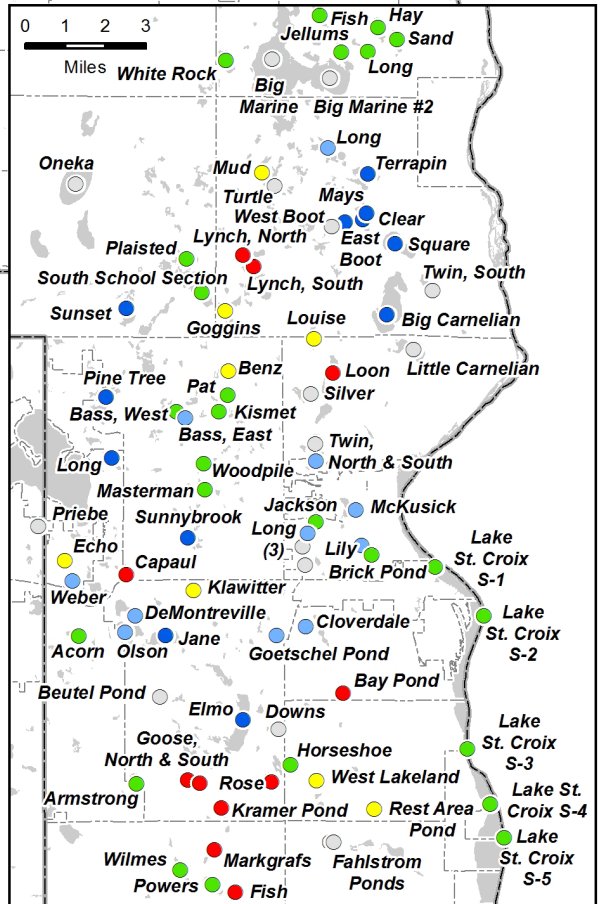 0 1 2 3
Miles
Fish
Hay
Jellums
Sand
White Rock
Long
Big
Marine
Big Marine #2
Long
Oneka
Mud
Terrapin
Turtle
Mays
West Boot
Clear
Lynch, North
East
Boot
Plaisted
Square
South School Section
Lynch, South
Twin, South
Sunset
Goggins
Louise
Big Carnelian
Little Carnelian
Pine Tree
Benz
Loon
Pat
Silver
Bass, West
Kismet
Bass, East
Twin,
North & South
Long
Woodpile
Masterman
Jackson
McKusick
Priebe
Sunnybrook
Long
(3)
Lily
Echo
Capaul
Brick Pond
Lake
St. Croix
S-1
Weber
Klawitter
DeMontreville
Cloverdale
Lake
St. Croix
S-2
Acorn
Olson
Jane
Goetschel Pond
Bay Pond
Beutel Pond
Elmo
Downs
Goose,
North & South
Horseshoe
Lake
St. Croix
S-3
Rose
West Lakeland
Armstrong
Kramer Pond
Rest Area
Pond
Lake St.
Croix S-4
Wilmes
Markgrafs
Fahlstrom
Ponds
Lake
St. Croix
S-5
Powers
Fish